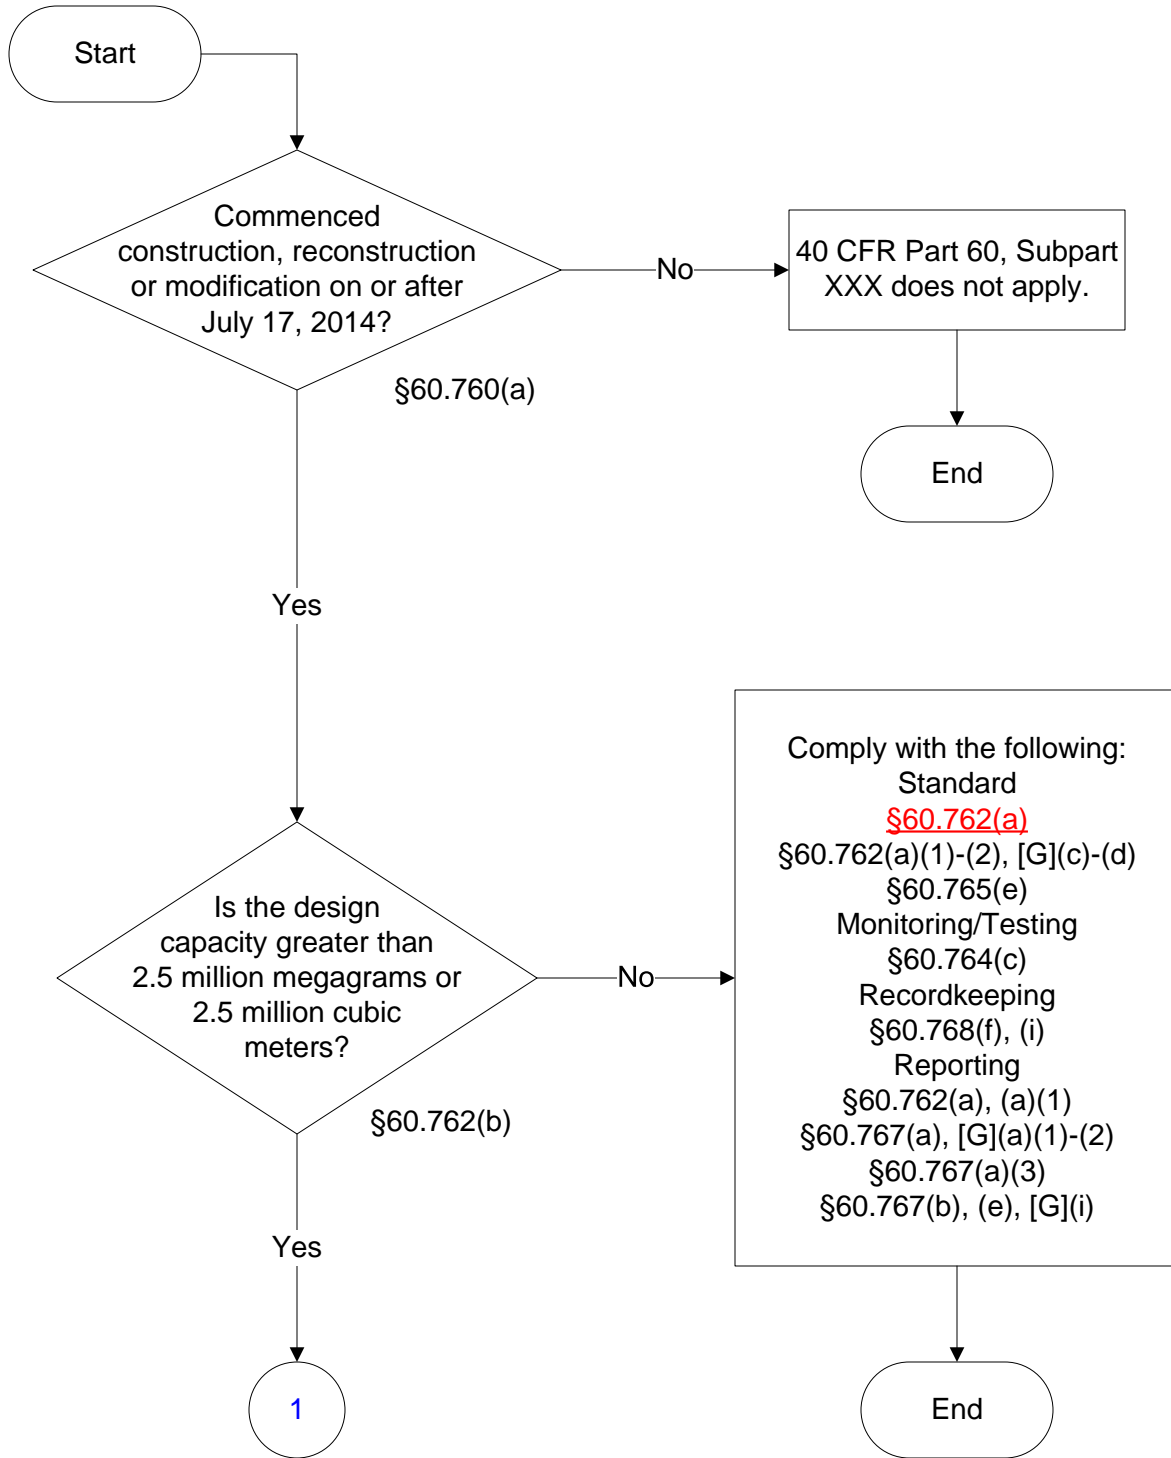 Start
Commenced
construction, reconstruction
or modification on or after
July 17, 2014?
§60.760(a)
No
40 CFR Part 60, Subpart
XXX does not apply.
End
Yes
Is the design
capacity greater than
2.5 million megagrams or
2.5 million cubic
meters?
§60.762(b)
No
Comply with the following:
Standard
§60.762(a)
§60.762(a)(1)-(2), [G](c)-(d)
§60.765(e)
Monitoring/Testing
§60.764(c)
Recordkeeping
§60.768(f), (i)
Reporting
§60.762(a), (a)(1)
§60.767(a), [G](a)(1)-(2)
§60.767(a)(3)
§60.767(b), (e), [G](i)
Yes
1
End